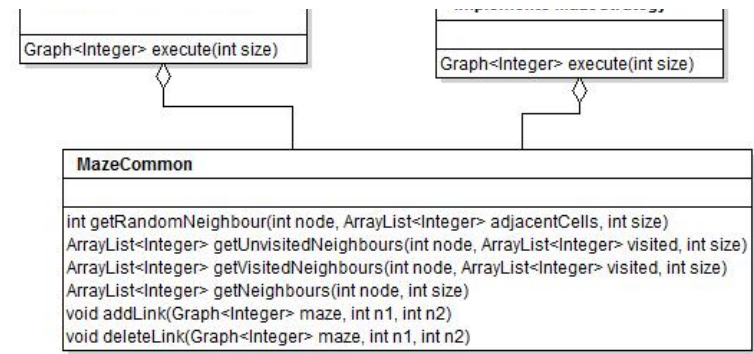 implements MazeStrategy
Graph<Integer> execute(int size)
Graph<Integer> execute(int size)
MazeCommon
int getRandomNeighbour(int node, ArrayList<Integer> adjacentCells, int size)
ArrayList<Integer> getUnvisitedNeighbours(int node, ArrayList<Integer> visited, int size)
ArrayList<Integer> getVisitedNeighbours(int node, ArrayList<Integer> visited, int size)
ArrayList<Integer> getNeighbours(int node, int size)
void addLink(Graph<Integer> maze, int n1, int n2)
void deleteLink(Graph<Integer> maze, int n1, int n2)